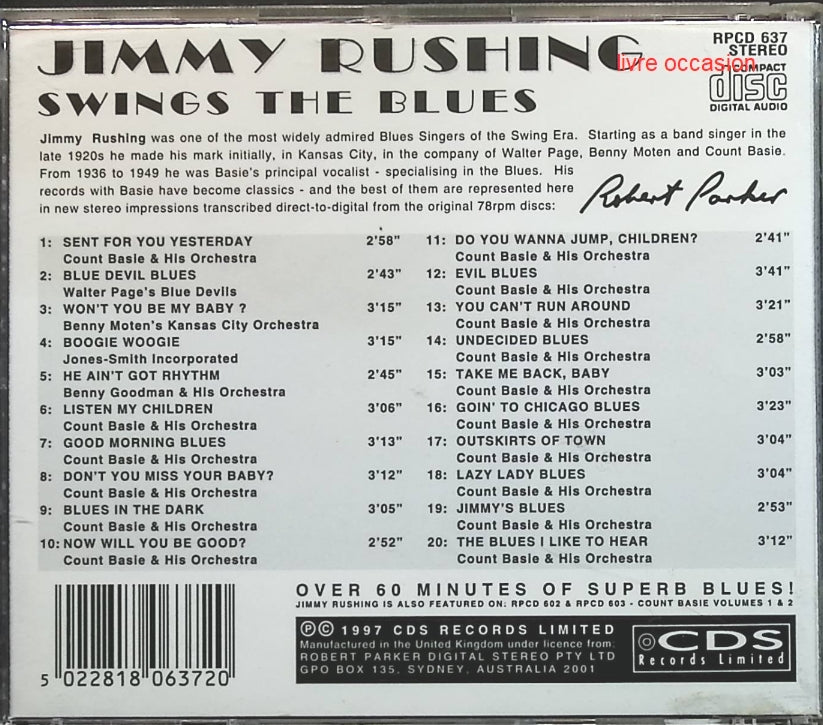 JIMMY RUSHING
SWINGS THE BLUES
RPCD 637
STEREO
livre occasion
COMPACT
disc
DIGITAL AUDIO
Jimmy Rushing was one of the most widely admired Blues Singers of the Swing Era. Starting as a band singer in the
late 1920s he made his mark initially, in Kansas City, in the company of Walter Page, Benny Moten and Count Basie.
From 1936 to 1949 he was Basie's principal vocalist - specialising in the Blues. His
records with Basie have become classics - and the best of them are represented here
in new stereo impressions transcribed direct-to-digital from the original 78rpm discs:
Robert Parker
1: SENT FOR YOU YESTERDAY 2'58"
Count Basie & His Orchestra
2: BLUE DEVIL BLUES 2'43"
Walter Page's Blue Devils
3: WON'T YOU BE MY BABY ? 3'15"
Benny Moten's Kansas City Orchestra
4: BOOGIE WOOGIE 3'15"
Jones-Smith Incorporated
5: HE AIN'T GOT RHYTHM 2'45"
Benny Goodman & His Orchestra
6: LISTEN MY CHILDREN 3'06"
Count Basie & His Orchestra
7: GOOD MORNING BLUES 3'13"
Count Basie & His Orchestra
8: DON'T YOU MISS YOUR BABY? 3'12"
Count Basie & His Orchestra
9: BLUES IN THE DARK 3'05"
Count Basie & His Orchestra
10: NOW WILL YOU BE GOOD? 2'52"
Count Basie & His Orchestra
11: DO YOU WANNA JUMP, CHILDREN? 2'41"
Count Basie & His Orchestra
12: EVIL BLUES 3'41"
Count Basie & His Orchestra
13: YOU CAN'T RUN AROUND 3'21"
Count Basie & His Orchestra
14: UNDECIDED BLUES 2'58"
Count Basie & His Orchestra
15: TAKE ME BACK, BABY 3'03"
Count Basie & His Orchestra
16: GOIN' TO CHICAGO BLUES 3'23"
Count Basie & His Orchestra
17: OUTSKIRTS OF TOWN 3'04"
Count Basie & His Orchestra
18: LAZY LADY BLUES 3'04"
Count Basie & His Orchestra
19: JIMMY'S BLUES 2'53"
Count Basie & His Orchestra
20: THE BLUES I LIKE TO HEAR 3'12"
Count Basie & His Orchestra
OVER 60 MINUTES OF SUPERB BLUES!
JIMMY RUSHING IS ALSO FEATURED ON: RPCD 602 & RPCD 603 - COUNT BASIE VOLUMES 1 & 2
℗© 1997 CDS RECORDS LIMITED
Manufactured in the United Kingdom under licence from
ROBERT PARKER DIGITAL STEREO PTY LTD
GPO BOX 135, SYDNEY, AUSTRALIA 2001
CDS
Records Limited
5 022818 063720